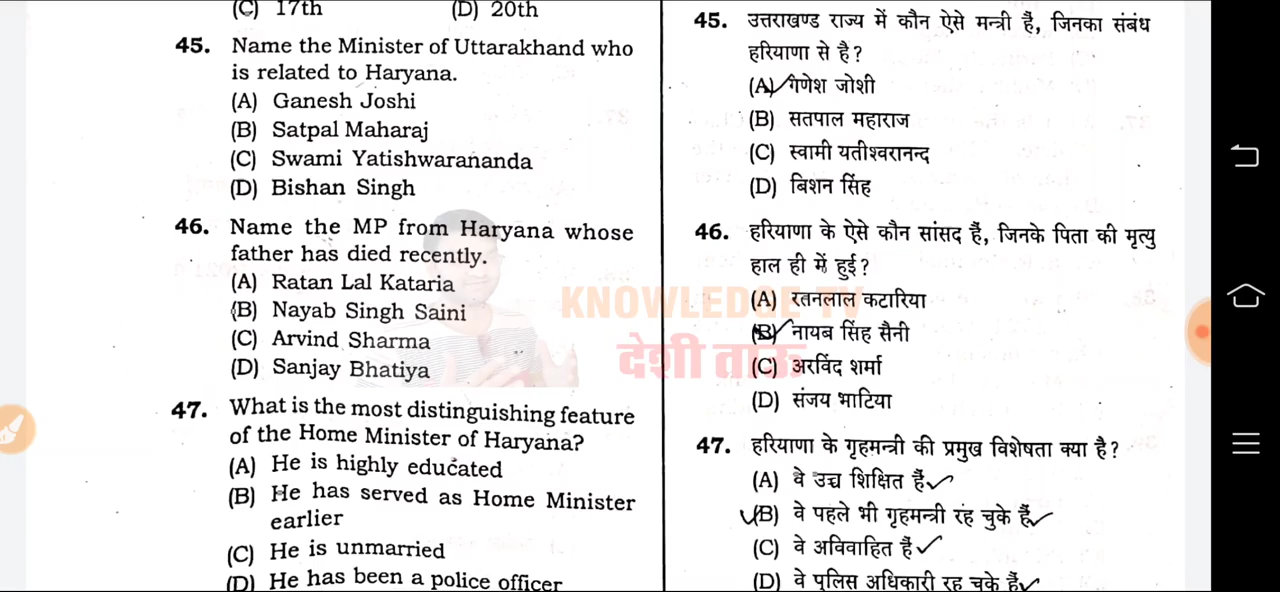 (C) 17th
(D) 20th
45. Name the Minister of Uttarakhand who
is related to Haryana.
(A) Ganesh Joshi
(B) Satpal Maharaj
(C) Swami Yatishwarananda
(D) Bishan Singh
46. Name the MP from Haryana whose
father has died recently.
(A) Ratan Lal Kataria
(B) Nayab Singh Saini
(C) Arvind Sharma
(D) Sanjay Bhatiya
47. What is the most distinguishing feature
of the Home Minister of Haryana?
(A) He is highly educated
(B) He has served as Home Minister
earlier
(C) He is unmarried
(D) He has been a police officer
45. उत्तराखण्ड राज्य में कौन ऐसे मन्त्री हैं, जिनका संबंध
हरियाणा से है?
(A) गणेश जोशी
(B) सतपाल महाराज
(C) स्वामी यतीश्वरानन्द
(D) बिशन सिंह
46. हरियाणा के ऐसे कौन सांसद हैं, जिनके पिता की मृत्यु
हाल ही में हुई?
(A) रतनलाल कटारिया
(B) नायब सिंह सैनी
(C) अरविंद शर्मा
(D) संजय भाटिया
47. हरियाणा के गृहमन्त्री की प्रमुख विशेषता क्या है?
(A) वे उच्च शिक्षित हैं
(B) वे पहले भी गृहमन्त्री रह चुके हैं
(C) वे अविवाहित हैं
(D) वे पुलिस अधिकारी रह चुके हैं
KNOWLEDGE TV
देशी ताऊ